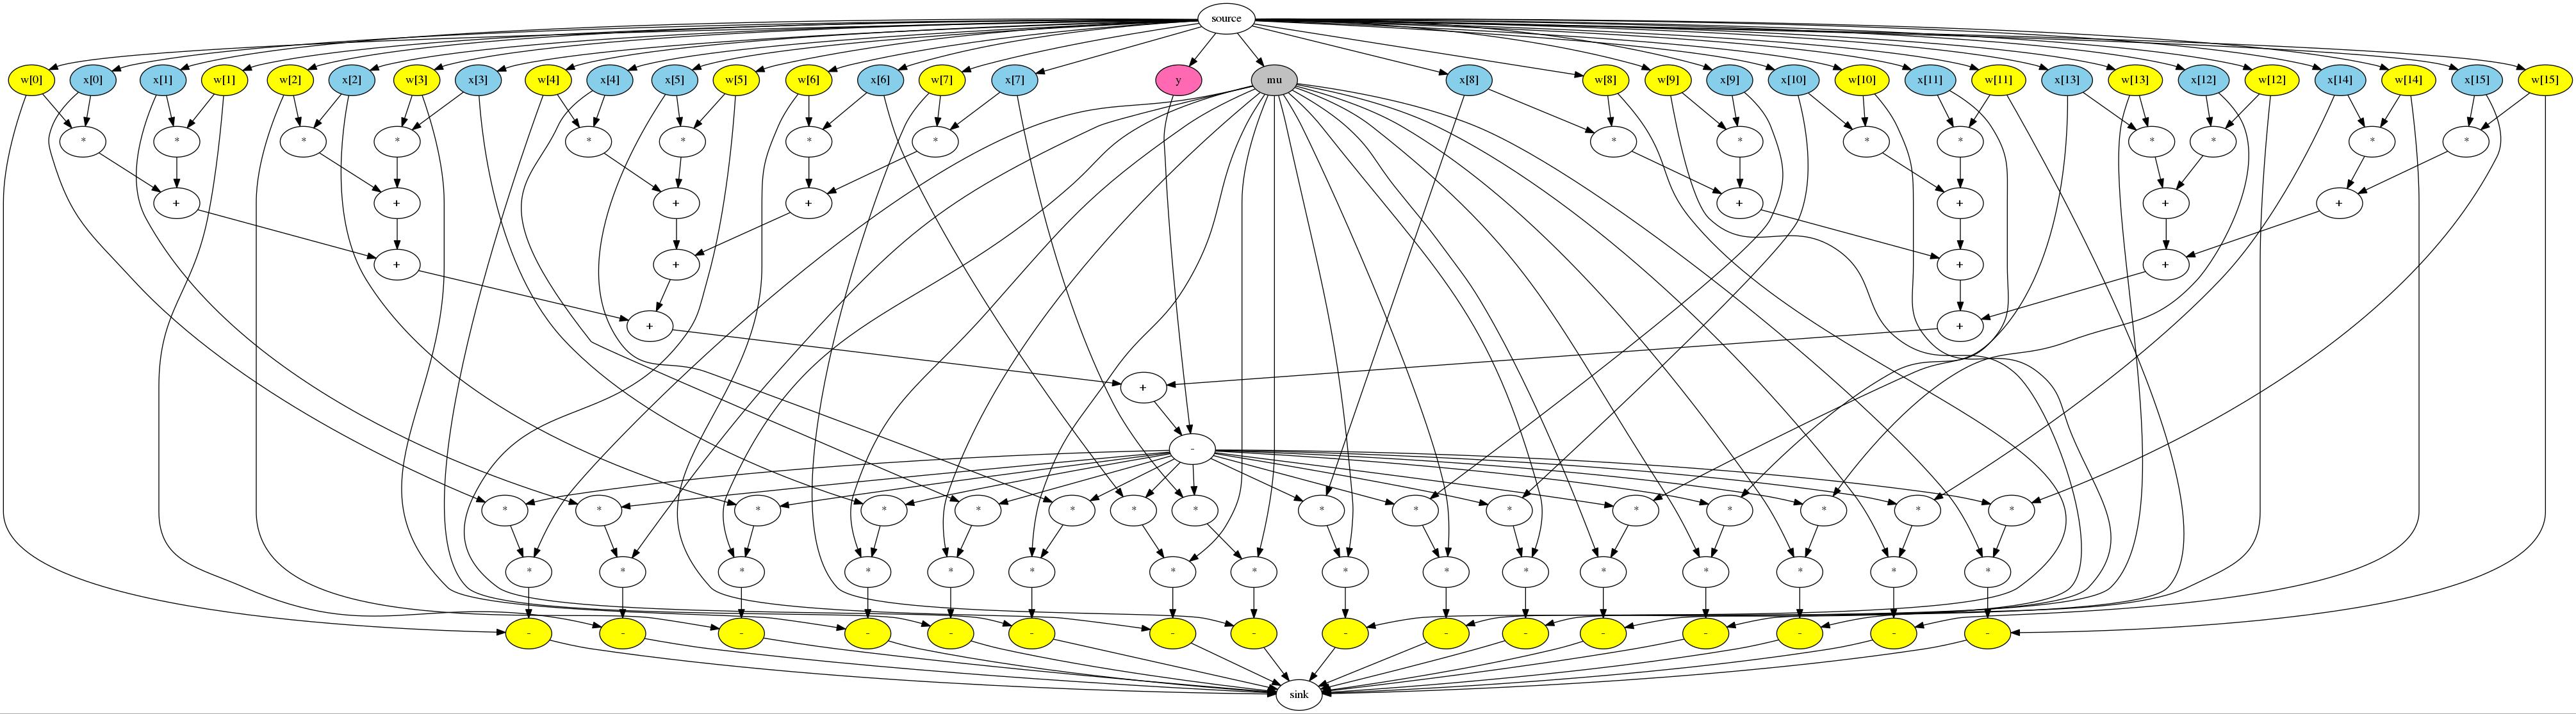 source
w[0] x[0] x[1] w[1] w[2] x[2] w[3] x[3] w[4] x[4] x[5] w[5] w[6] x[6] w[7] x[7] y mu x[8] w[8] w[9] x[9] x[10] w[10] x[11] w[11] x[13] w[13] x[12] w[12] x[14] w[14] x[15] w[15]
* * * * * * * * * * * * * * * *
+ + + + + + + +
+ + + +
+ +
+
-
* * * * * * * * * * * * * * * *
* * * * * * * * * * * * * * * *
- - - - - - - - - - - - - - - -
sink